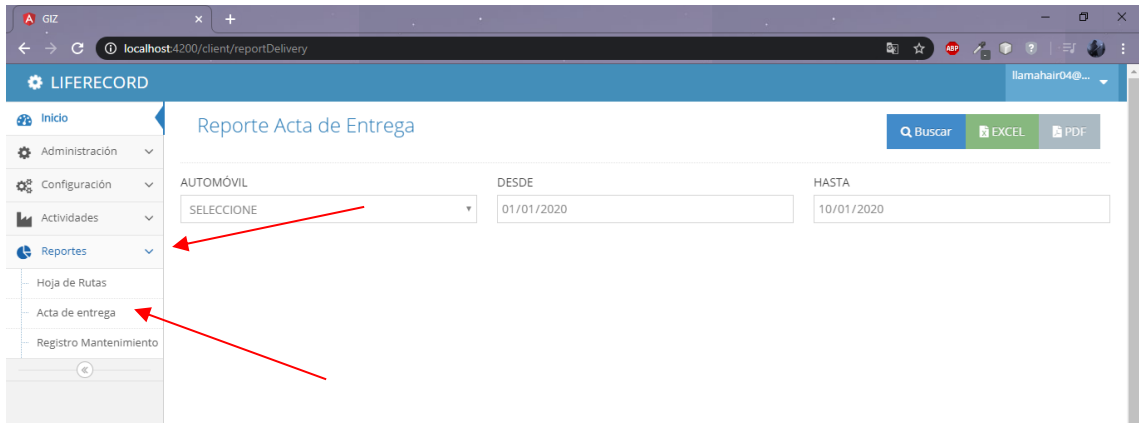 GIZ
localhost:4200/client/reportDelivery
ABP
LIFERECORD
llamahair04@...
Inicio
Administración
Configuración
Actividades
Reportes
Hoja de Rutas
Acta de entrega
Registro Mantenimiento
Reporte Acta de Entrega
Buscar
EXCEL
PDF
AUTOMÓVIL
DESDE
HASTA
SELECCIONE
01/01/2020
10/01/2020